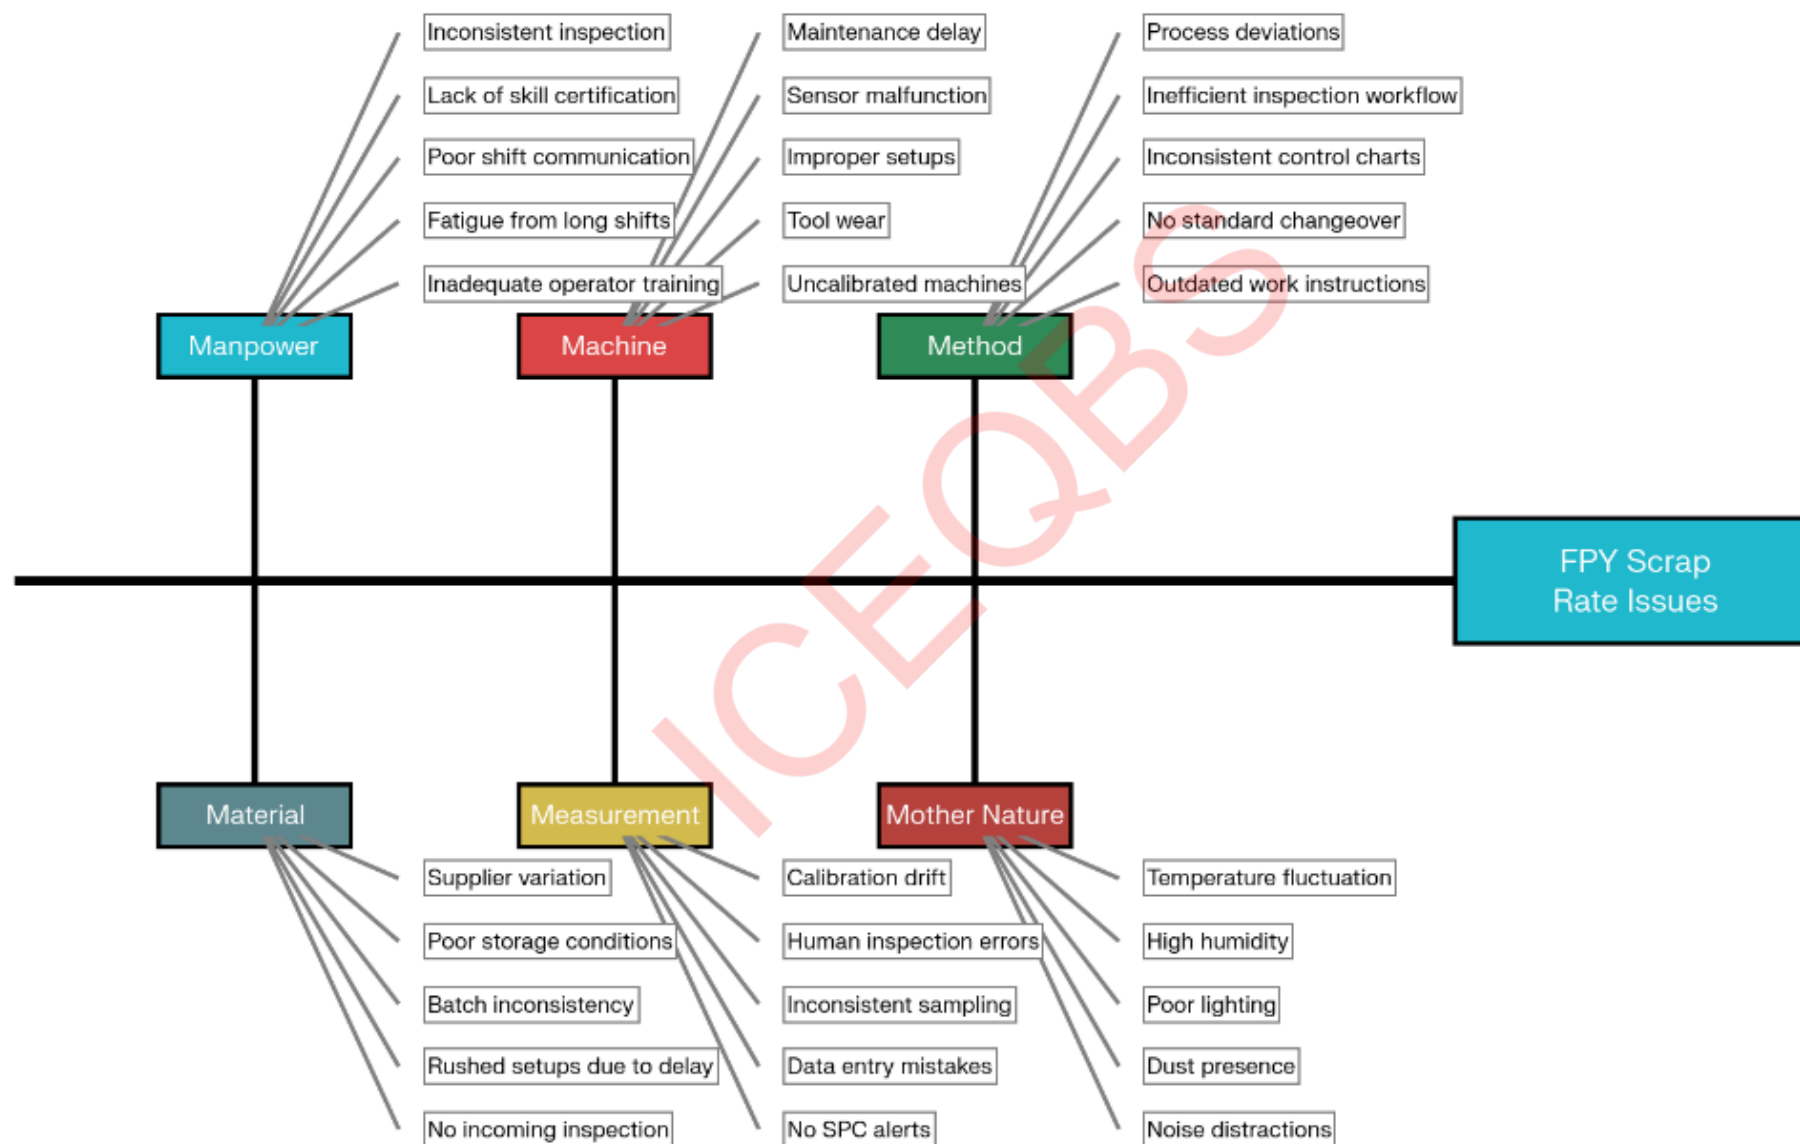 Inconsistent inspection
Lack of skill certification
Poor shift communication
Fatigue from long shifts
Inadequate operator training
Manpower
Maintenance delay
Sensor malfunction
Improper setups
Tool wear
Uncalibrated machines
Machine
Process deviations
Inefficient inspection workflow
Inconsistent control charts
No standard changeover
Outdated work instructions
Method
ICEQBS
FPY Scrap
Rate Issues
Material
Supplier variation
Poor storage conditions
Batch inconsistency
Rushed setups due to delay
No incoming inspection
Measurement
Calibration drift
Human inspection errors
Inconsistent sampling
Data entry mistakes
No SPC alerts
Mother Nature
Temperature fluctuation
High humidity
Poor lighting
Dust presence
Noise distractions